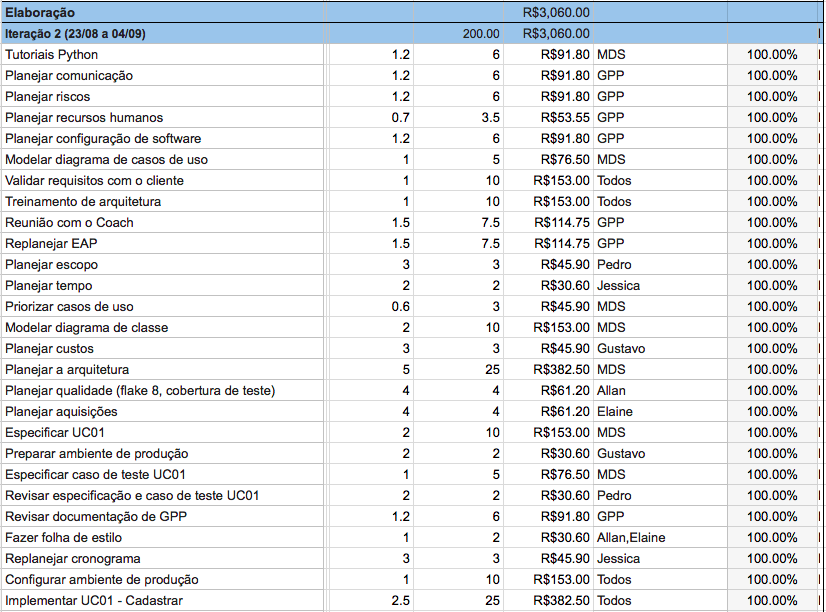 Elaboração R$3,060.00
Iteração 2 (23/08 a 04/09) 200.00 R$3,060.00
Tutoriais Python 1.2 6 R$91.80 MDS 100.00%
Planejar comunicação 1.2 6 R$91.80 GPP 100.00%
Planejar riscos 1.2 6 R$91.80 GPP 100.00%
Planejar recursos humanos 0.7 3.5 R$53.55 GPP 100.00%
Planejar configuração de software 1.2 6 R$91.80 GPP 100.00%
Modelar diagrama de casos de uso 1 5 R$76.50 MDS 100.00%
Validar requisitos com o cliente 1 10 R$153.00 Todos 100.00%
Treinamento de arquitetura 1 10 R$153.00 Todos 100.00%
Reunião com o Coach 1.5 7.5 R$114.75 GPP 100.00%
Replanejar EAP 1.5 7.5 R$114.75 GPP 100.00%
Planejar escopo 3 3 R$45.90 Pedro 100.00%
Planejar tempo 2 2 R$30.60 Jessica 100.00%
Priorizar casos de uso 0.6 3 R$45.90 MDS 100.00%
Modelar diagrama de classe 2 10 R$153.00 MDS 100.00%
Planejar custos 3 3 R$45.90 Gustavo 100.00%
Planejar a arquitetura 5 25 R$382.50 MDS 100.00%
Planejar qualidade (flake 8, cobertura de teste) 4 4 R$61.20 Allan 100.00%
Planejar aquisições 4 4 R$61.20 Elaine 100.00%
Especificar UC01 2 10 R$153.00 MDS 100.00%
Preparar ambiente de produção 2 2 R$30.60 Gustavo 100.00%
Especificar caso de teste UC01 1 5 R$76.50 MDS 100.00%
Revisar especificação e caso de teste UC01 2 2 R$30.60 Pedro 100.00%
Revisar documentação de GPP 1.2 6 R$91.80 GPP 100.00%
Fazer folha de estilo 1 2 R$30.60 Allan,Elaine 100.00%
Replanejar cronograma 3 3 R$45.90 Jessica 100.00%
Configurar ambiente de produção 1 10 R$153.00 Todos 100.00%
Implementar UC01 - Cadastrar 2.5 25 R$382.50 Todos 100.00%